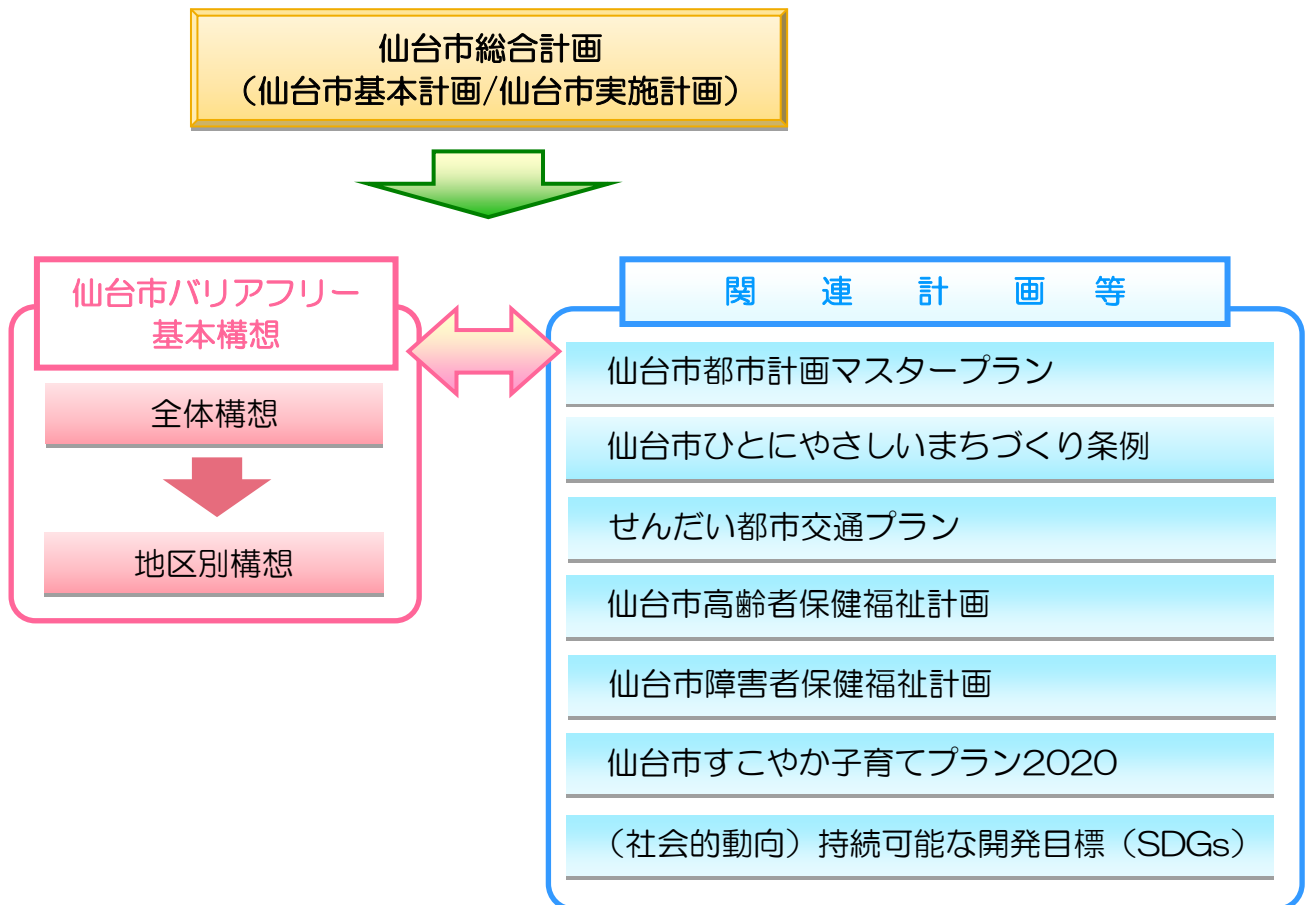 仙台市総合計画
（仙台市基本計画/仙台市実施計画）
仙台市バリアフリー
基本構想
全体構想
地区別構想
関連計画等
仙台市都市計画マスタープラン
仙台市ひとにやさしいまちづくり条例
せんだい都市交通プラン
仙台市高齢者保健福祉計画
仙台市障害者保健福祉計画
仙台市すこやか子育てプラン2020
（社会的動向）持続可能な開発目標（SDGs）